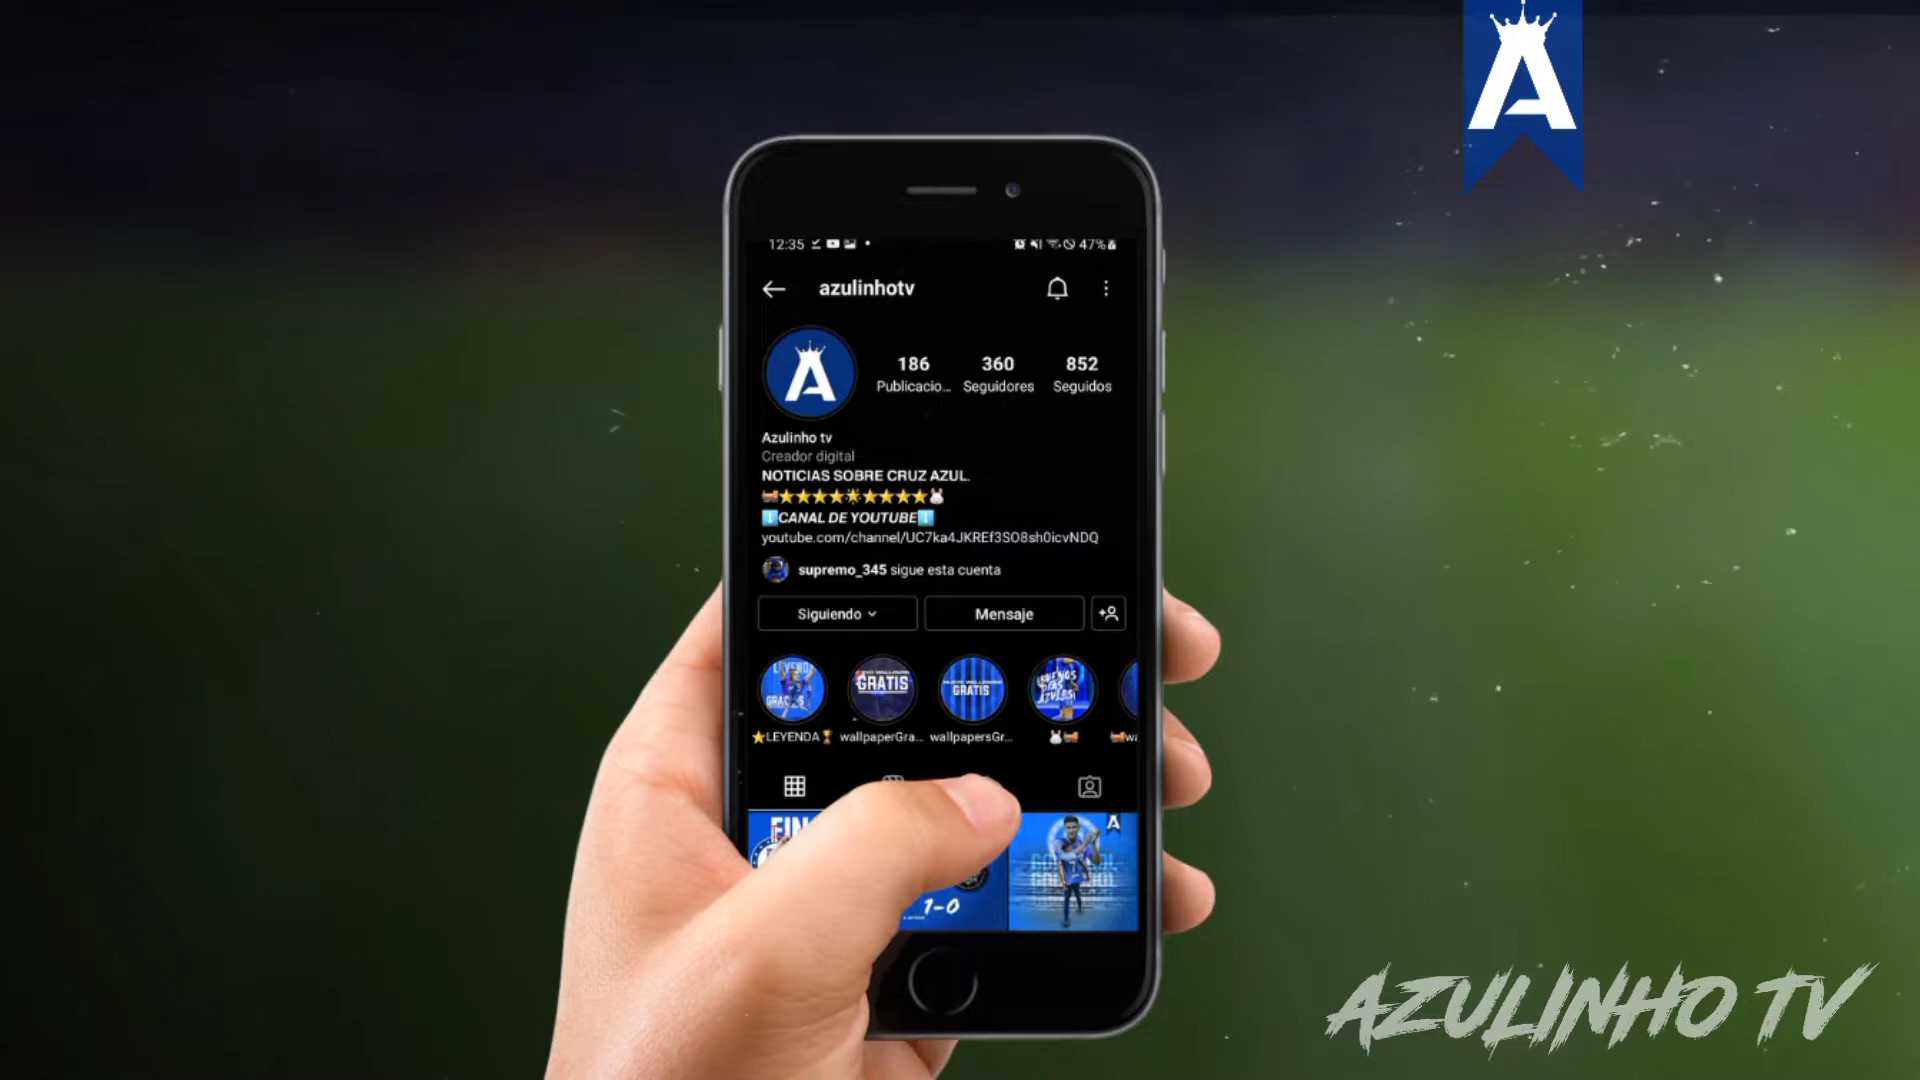 A
12:35
47%
azulinhotv
A
186 360 852
Publicacio... Seguidores Seguidos
Azulinho tv
Creador digital
NOTICIAS SOBRE CRUZ AZUL.
CANAL DE YOUTUBE
youtube.com/channel/UC7ka4JKREf3SO8sh0icvNDQ
supremo_345 sigue esta cuenta
Siguiendo
Mensaje
GRATIS
GRATIS
LEYENDA
wallpaperGra...
wallpapersGr...
A
1-0
AZULINHO TV